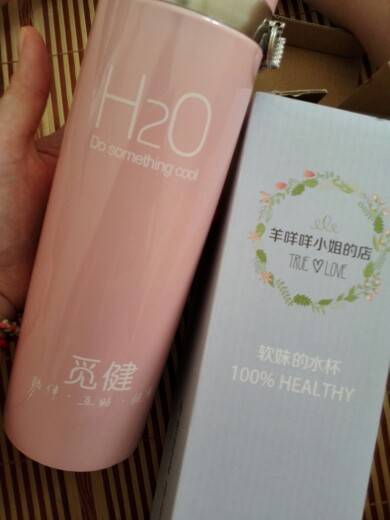 H2O
Do something cool
觅健
羊咩咩小姐的店
TRUE LOVE
软妹的水杯
100% HEALTHY